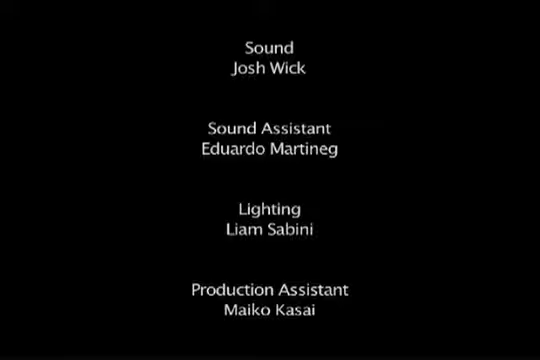 Sound
Josh Wick
Sound Assistant
Eduardo Martineg
Lighting
Liam Sabini
Production Assistant
Maiko Kasai